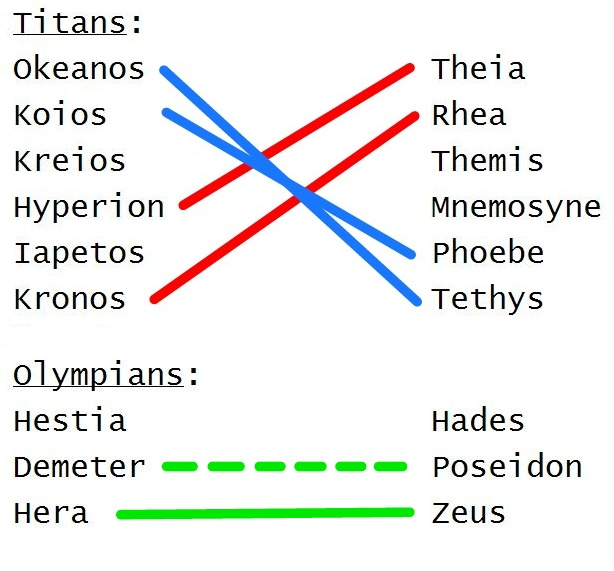 Titans:
Okeanos Theia
Koios Rhea
Kreios Themis
Hyperion Mnemosyne
Iapetos Phoebe
Kronos Tethys
Olympians:
Hestia Hades
Demeter Poseidon
Hera Zeus